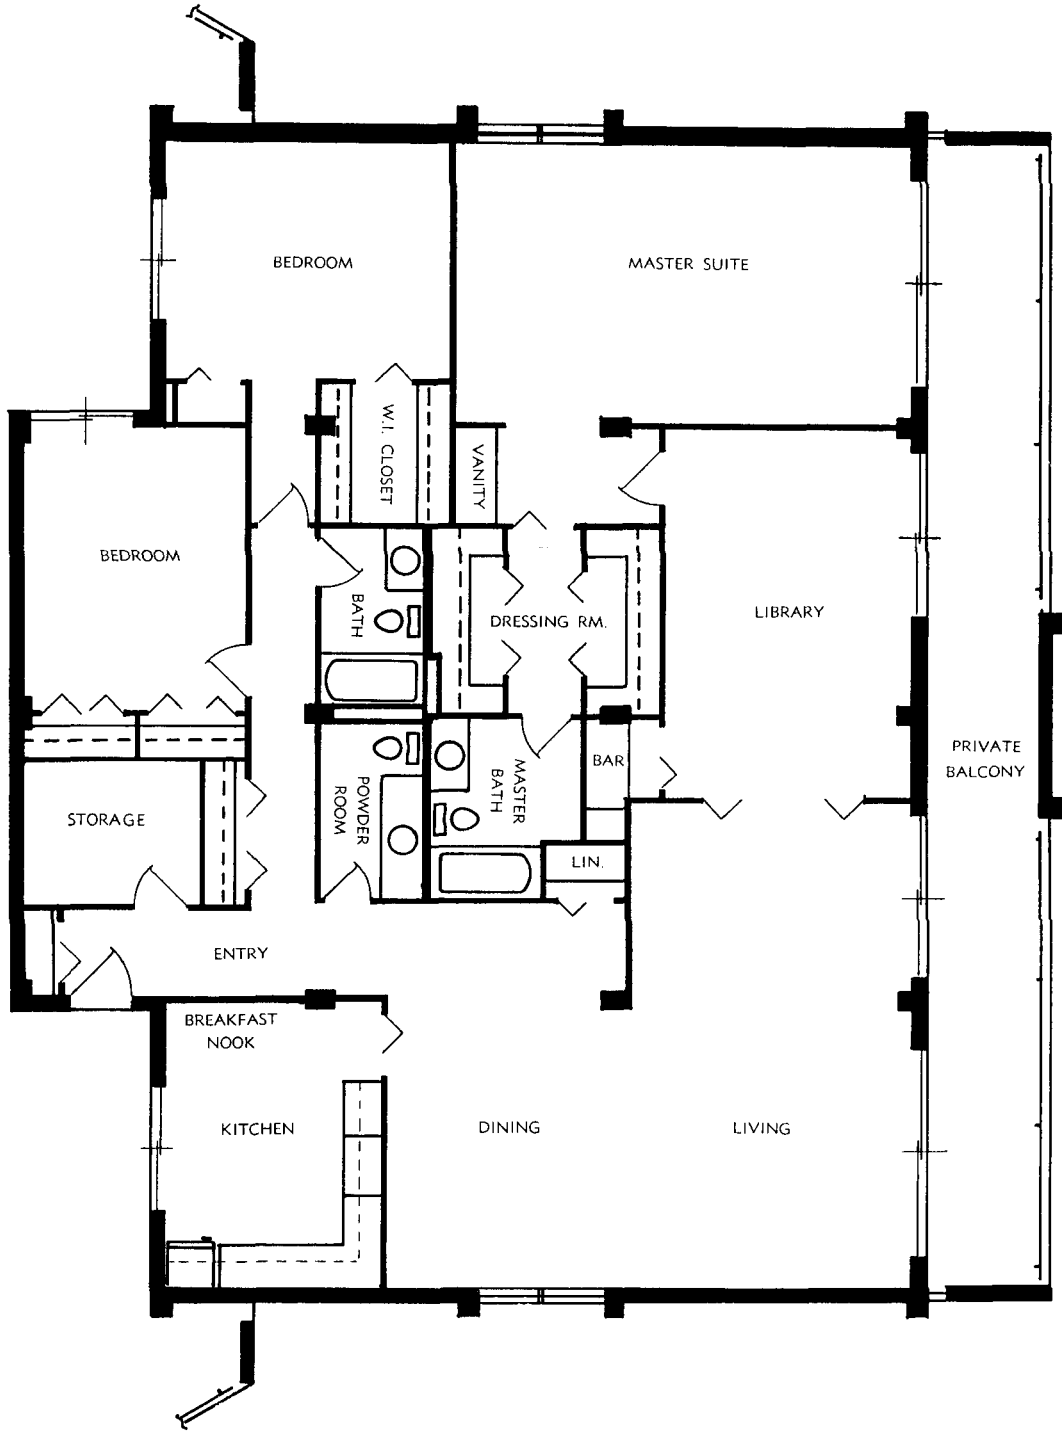 BEDROOM
MASTER SUITE
W.I. CLOSET
VANITY
BEDROOM
BATH
DRESSING RM.
LIBRARY
PRIVATE
BALCONY
BAR
MASTER
BATH
POWDER
ROOM
STORAGE
LIN.
ENTRY
BREAKFAST
NOOK
KITCHEN
DINING
LIVING